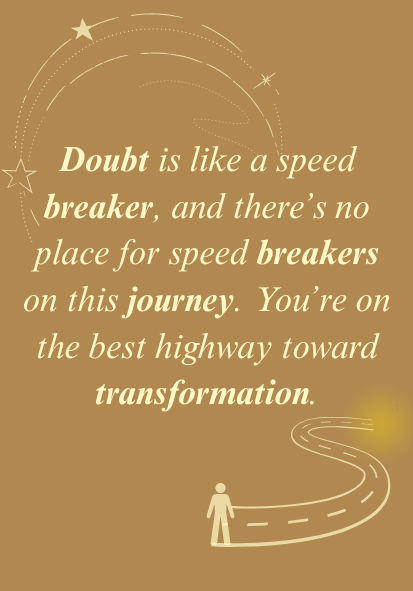 Doubt is like a speed
breaker, and there’s no
place for speed breakers
on this journey. You’re on
the best highway toward
transformation.